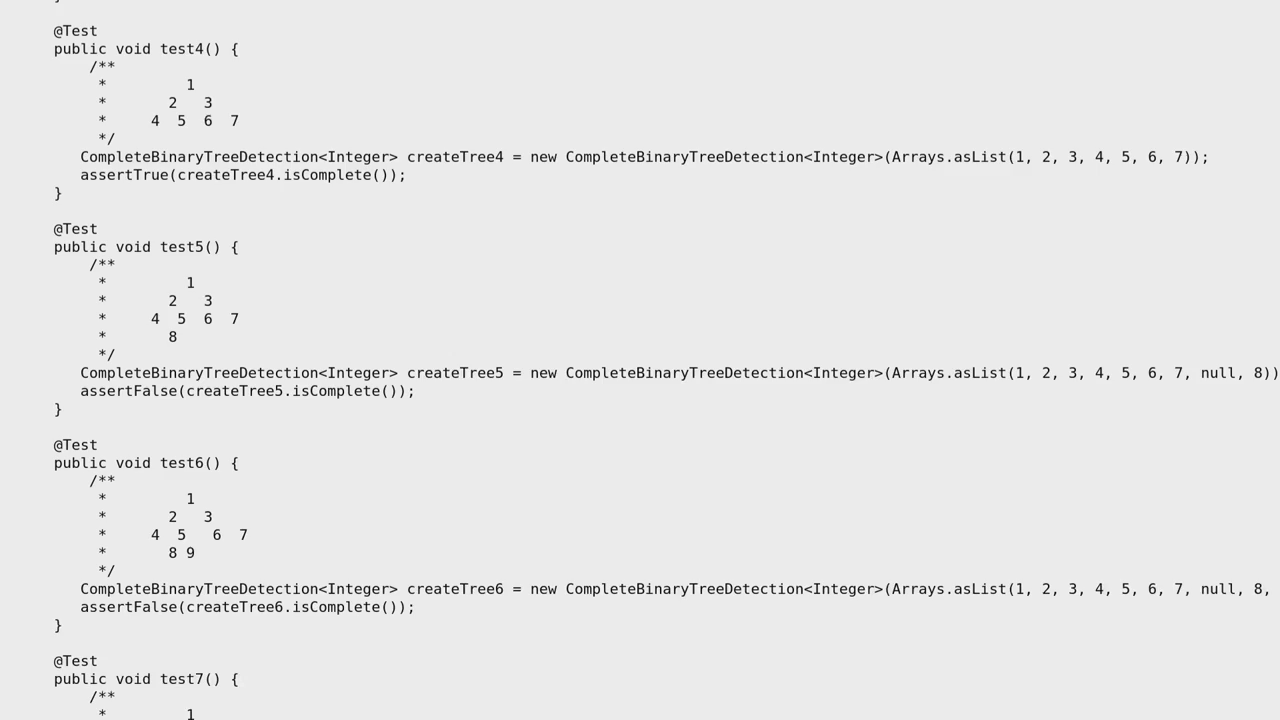 }
@Test
public void test4() {
/**
* 1
* 2 3
* 4 5 6 7
*/
CompleteBinaryTreeDetection<Integer> createTree4 = new CompleteBinaryTreeDetection<Integer>(Arrays.asList(1, 2, 3, 4, 5, 6, 7));
assertTrue(createTree4.isComplete());
}
@Test
public void test5() {
/**
* 1
* 2 3
* 4 5 6 7
* 8
*/
CompleteBinaryTreeDetection<Integer> createTree5 = new CompleteBinaryTreeDetection<Integer>(Arrays.asList(1, 2, 3, 4, 5, 6, 7, null, 8))
assertFalse(createTree5.isComplete());
}
@Test
public void test6() {
/**
* 1
* 2 3
* 4 5 6 7
* 8 9
*/
CompleteBinaryTreeDetection<Integer> createTree6 = new CompleteBinaryTreeDetection<Integer>(Arrays.asList(1, 2, 3, 4, 5, 6, 7, null, 8,
assertFalse(createTree6.isComplete());
}
@Test
public void test7() {
/**
* 1